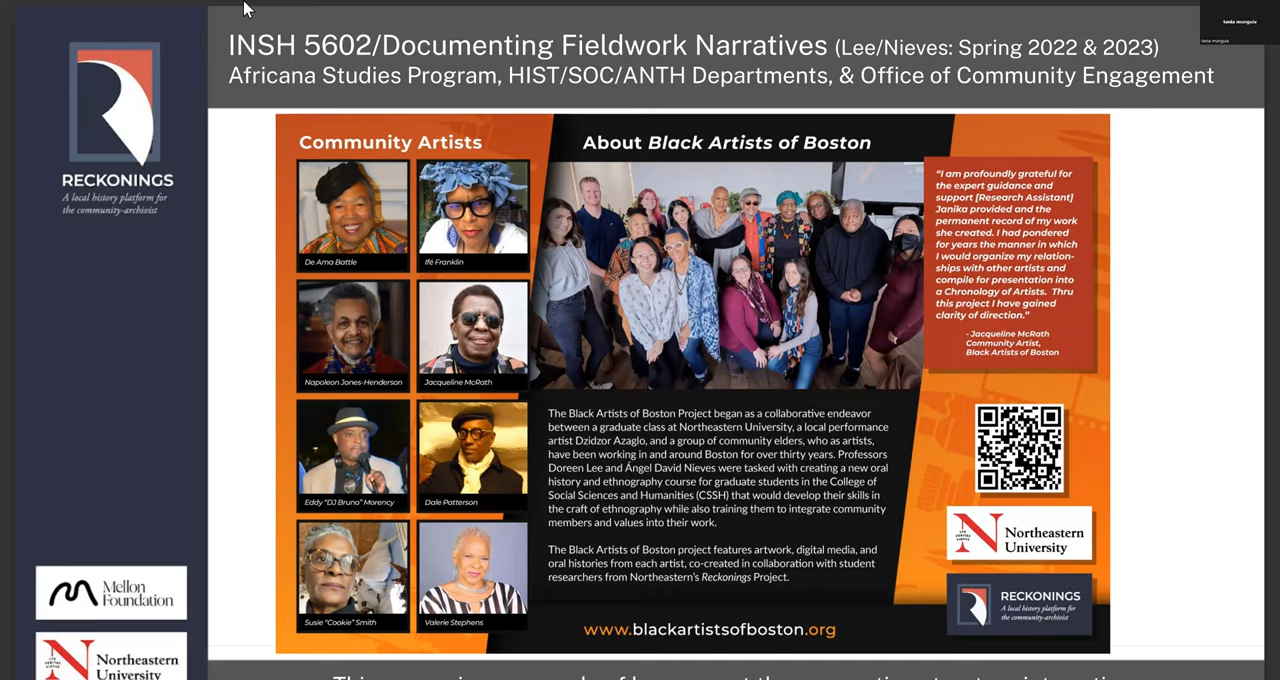 INSH 5602/Documenting Fieldwork Narratives (Lee/Nieves: Spring 2022 & 2023)
Africana Studies Program, HIST/SOC/ANTH Departments, & Office of Community Engagement
tania munguia
tania munguia
RECKONINGS
A local history platform for
the community-archivist
Mellon
Foundation
Northeastern
University
Community Artists
De Ama Battle
Ifé Franklin
Napoleon Jones-Henderson
Jacqueline McRath
Eddy "DJ Bruno" Morency
Dale Patterson
Susie "Cookie" Smith
Valerie Stephens
About Black Artists of Boston
The Black Artists of Boston Project began as a collaborative endeavor
between a graduate class at Northeastern University, a local performance
artist Dzidzor Azaglo, and a group of community elders, who as artists,
have been working in and around Boston for over thirty years. Professors
Doreen Lee and Ángel David Nieves were tasked with creating a new oral
history and ethnography course for graduate students in the College of
Social Sciences and Humanities (CSSH) that would develop their skills in
the craft of ethnography while also training them to integrate community
members and values into their work.
The Black Artists of Boston project features artwork, digital media, and
oral histories from each artist, co-created in collaboration with student
researchers from Northeastern's Reckonings Project.
www.blackartistsofboston.org
"I am profoundly grateful for
the expert guidance and
support [Research Assistant]
Janika provided and the
permanent record of my work
she created. I had pondered
for years the manner in which
I would organize my relation-
ships with other artists and
compile for presentation into
a Chronology of Artists. Thru
this project I have gained
clarity of direction."
- Jacqueline McRath
Community Artist,
Black Artists of Boston
N
Northeastern
University
RECKONINGS
A local history platform for
the community-archivist